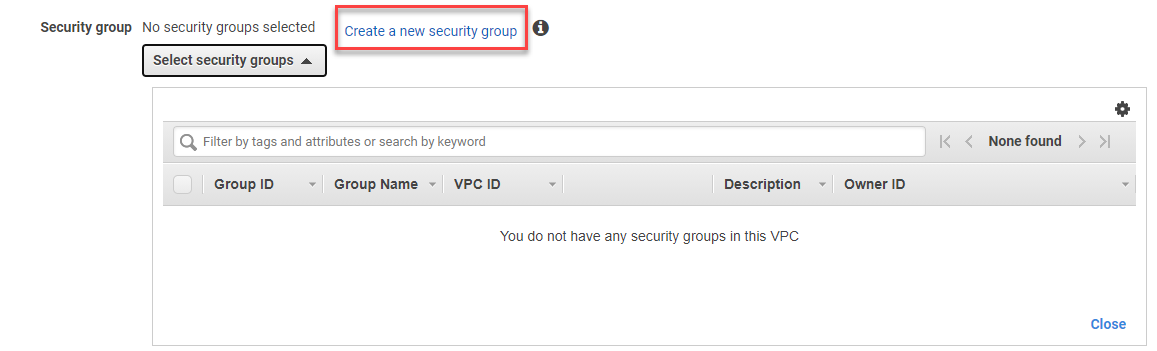 Security group No security groups selected Create a new security group
Select security groups
Filter by tags and attributes or search by keyword None found
Group ID Group Name VPC ID Description Owner ID
You do not have any security groups in this VPC
Close